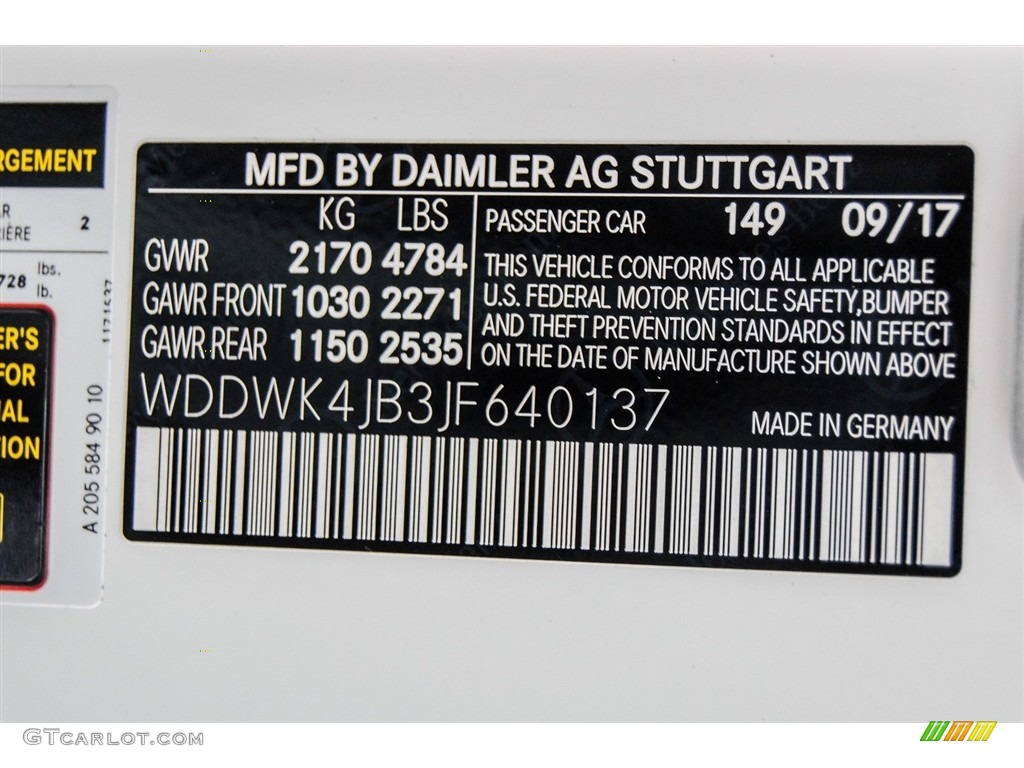 MFD BY DAIMLER AG STUTTGART
KG LBS
GVWR 2170 4784
GAWR FRONT 1030 2271
GAWR REAR 1150 2535
PASSENGER CAR 149 09/17
THIS VEHICLE CONFORMS TO ALL APPLICABLE
U.S. FEDERAL MOTOR VEHICLE SAFETY, BUMPER
AND THEFT PREVENTION STANDARDS IN EFFECT
ON THE DATE OF MANUFACTURE SHOWN ABOVE
WDDWK4JB3JF640137
MADE IN GERMANY
RGEMENT
2
728 lbs.
lb.
ER'S
FOR
TION
A 205 584 90 10
GTCARLOT.COM